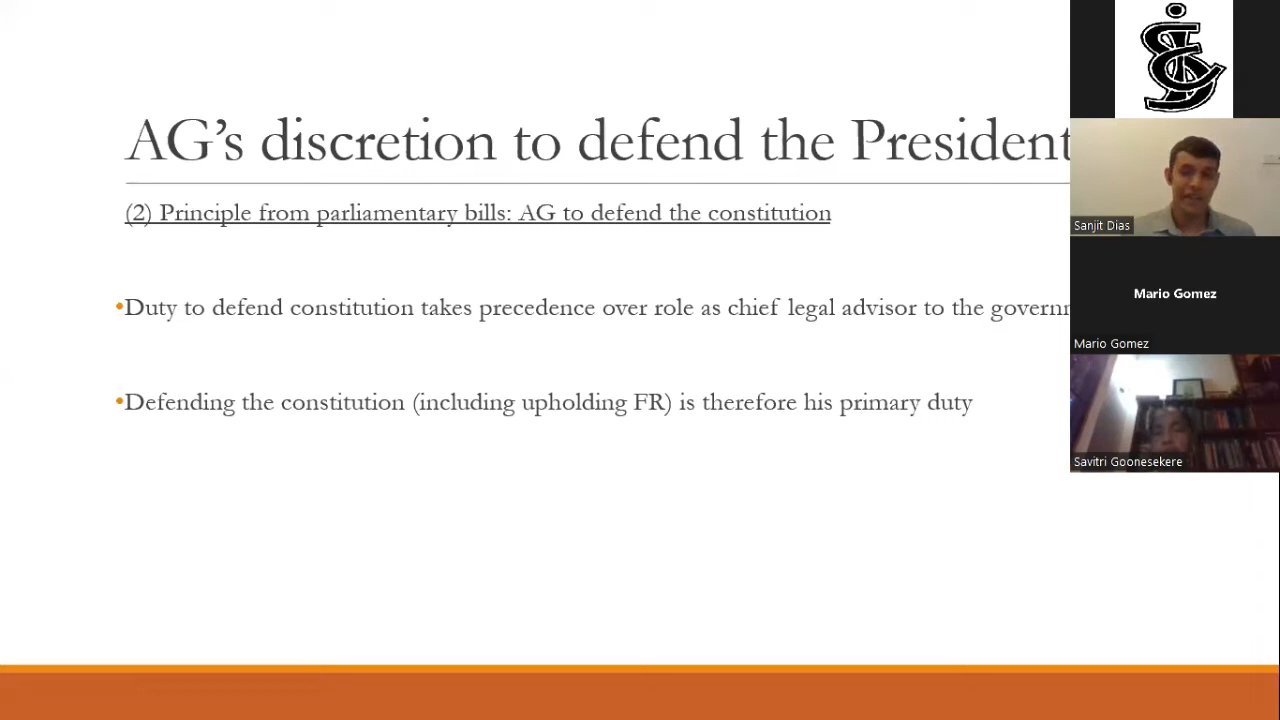 AG's discretion to defend the President
(2) Principle from parliamentary bills: AG to defend the constitution
•Duty to defend constitution takes precedence over role as chief legal advisor to the
•Defending the constitution (including upholding FR) is therefore his primary duty
Sanjit Dias
Mario Gomez
Mario Gomez
Savitri Goonesekere